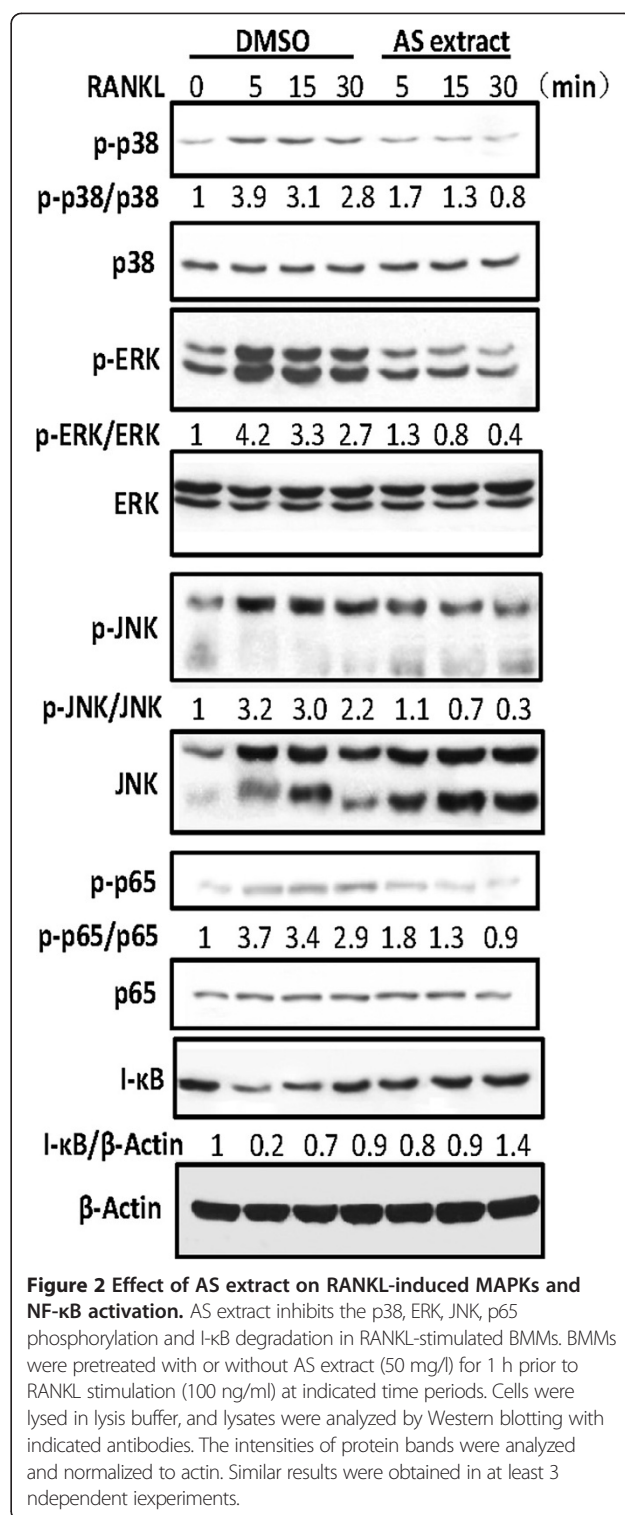 DMSO AS extract
RANKL 0 5 15 30 5 15 30 (min)
p-p38
p-p38/p38 1 3.9 3.1 2.8 1.7 1.3 0.8
p38
p-ERK
p-ERK/ERK 1 4.2 3.3 2.7 1.3 0.8 0.4
ERK
p-JNK
p-JNK/JNK 1 3.2 3.0 2.2 1.1 0.7 0.3
JNK
p-p65
p-p65/p65 1 3.7 3.4 2.9 1.8 1.3 0.9
p65
I-κB
I-κB/β-Actin 1 0.2 0.7 0.9 0.8 0.9 1.4
β-Actin
Figure 2 Effect of AS extract on RANKL-induced MAPKs and
NF-κB activation. AS extract inhibits the p38, ERK, JNK, p65
phosphorylation and I-κB degradation in RANKL-stimulated BMMs. BMMs
were pretreated with or without AS extract (50 mg/l) for 1 h prior to
RANKL stimulation (100 ng/ml) at indicated time periods. Cells were
lysed in lysis buffer, and lysates were analyzed by Western blotting with
indicated antibodies. The intensities of protein bands were analyzed
and normalized to actin. Similar results were obtained in at least 3
ndependent iexperiments.